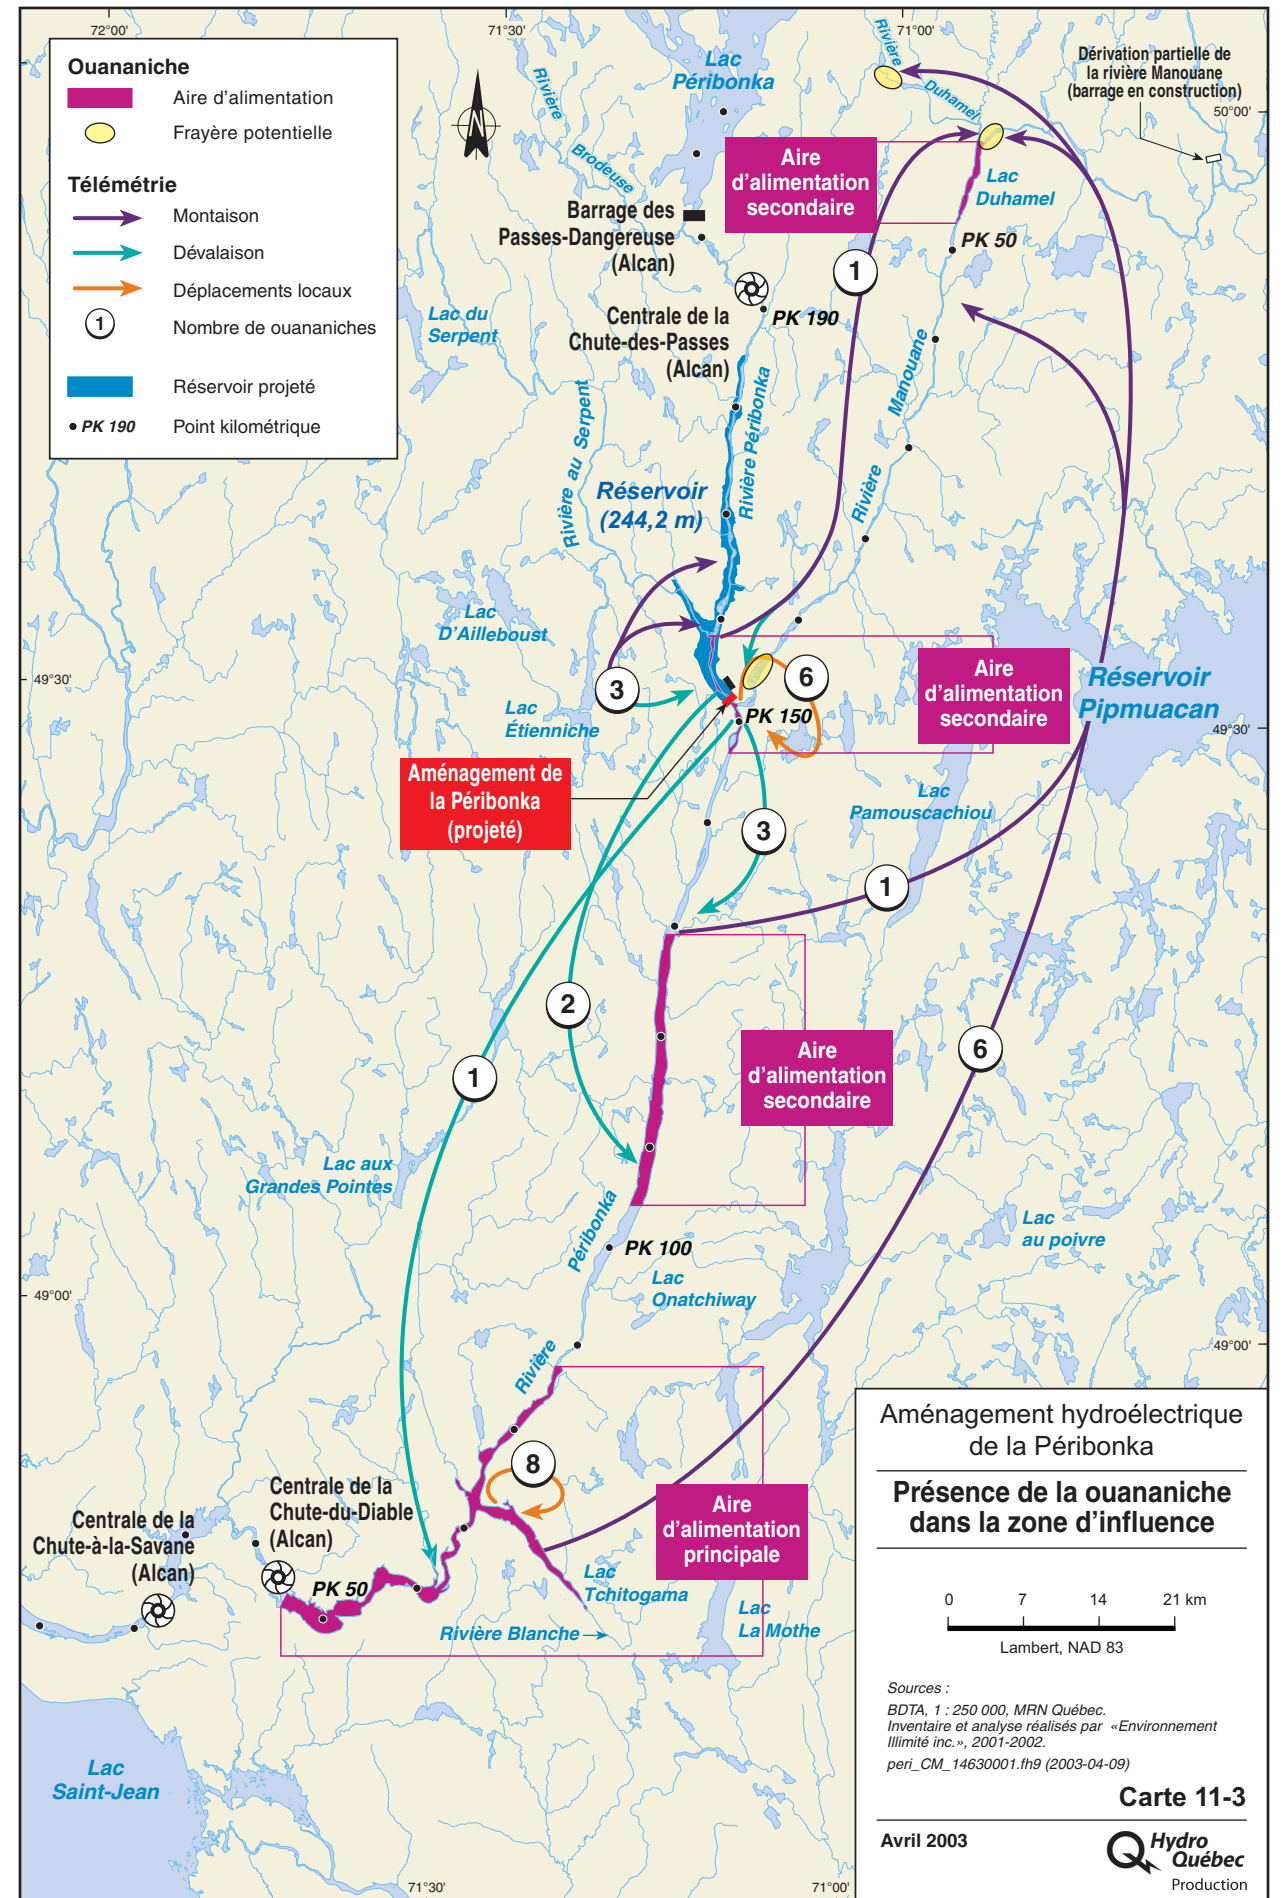 72°00'
71°30'
71°00'
Ouananiche
Aire d'alimentation
Frayère potentielle
Télémétrie
Montaison
Dévalaison
Déplacements locaux
1
Nombre de ouananiches
Réservoir projeté
PK 190
Point kilométrique
Lac
Péribonka
Rivière
Duhamel
Dérivation partielle de
la rivière Manouane
(barrage en construction)
50°00'
Rivière
Brodeuse
Aire
d'alimentation
secondaire
Lac
Duhamel
Barrage des
Passes-Dangereuse
(Alcan)
PK 50
1
Centrale de la
Chute-des-Passes
(Alcan)
PK 190
Lac du
Serpent
Rivière au Serpent
Rivière Péribonka
Rivière
Manouane
Réservoir
(244,2 m)
Lac
D'Ailleboust
49°30'
3
6
Aire
d'alimentation
secondaire
Réservoir
Pipmuacan
Lac
Étienniche
PK 150
49°30'
Aménagement de
la Péribonka
(projeté)
Lac
Pamouscachiou
3
1
2
1
Aire
d'alimentation
secondaire
6
Lac aux
Grandes Pointes
Rivière
Péribonka
PK 100
Lac
au poivre
Lac
Onatchiway
49°00'
49°00'
8
Centrale de la
Chute-du-Diable
(Alcan)
Centrale de la
Chute-à-la-Savane
(Alcan)
Aire
d'alimentation
principale
PK 50
Lac
Tchitogama
Lac
La Mothe
Rivière Blanche
Lac
Saint-Jean
71°30'
71°00'
Aménagement hydroélectrique
de la Péribonka
Présence de la ouananiche
dans la zone d'influence
0 7 14 21 km
Lambert, NAD 83
Sources :
BDTA, 1 : 250 000, MRN Québec.
Inventaire et analyse réalisés par «Environnement
Illimité inc.», 2001-2002.
peri_CM_14630001.fh9 (2003-04-09)
Carte 11-3
Avril 2003
Hydro
Québec
Production